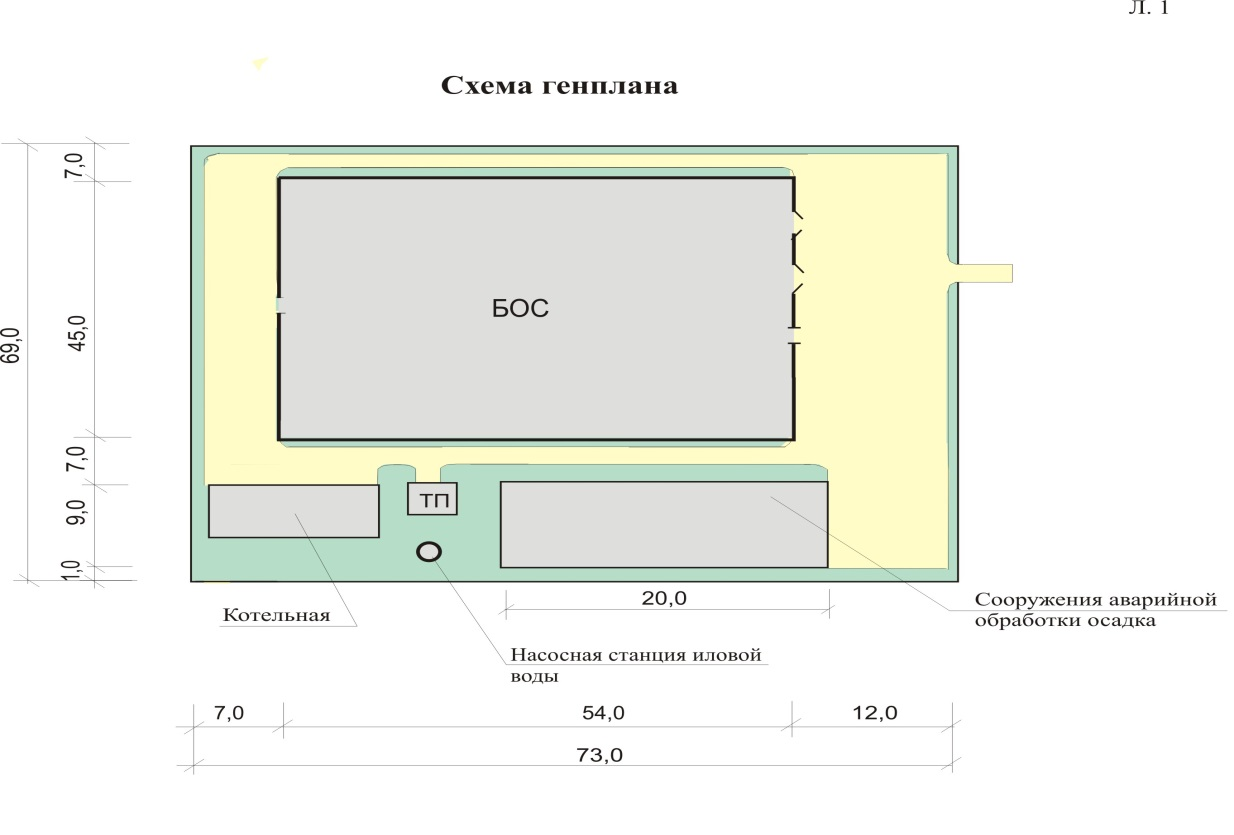 Л. 1
Схема генплана
7,0
45,0
69,0
БОС
7,0
9,0
ТП
1,0
20,0
Котельная
Сооружения аварийной
обработки осадка
Насосная станция иловой
воды
7,0
54,0
12,0
73,0